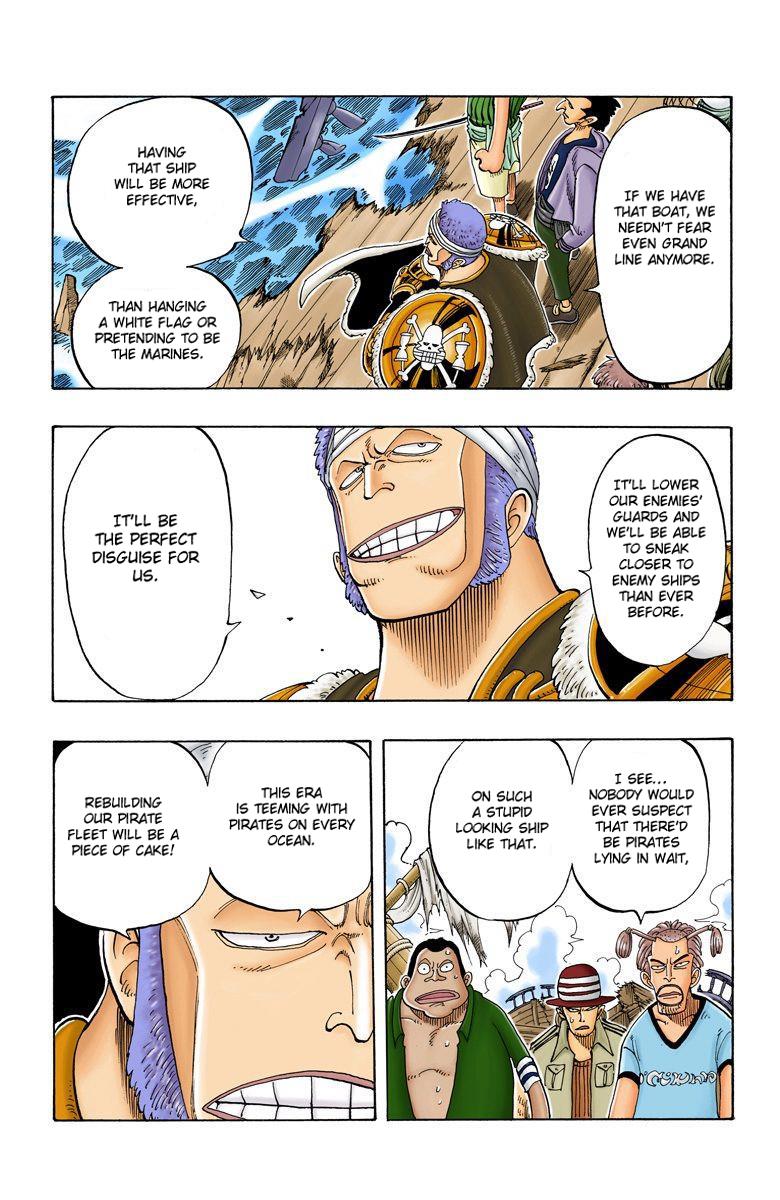 IF WE HAVE
THAT BOAT, WE
NEEDN'T FEAR
EVEN GRAND
LINE ANYMORE.
HAVING
THAT SHIP
WILL BE MORE
EFFECTIVE,
THAN HANGING
A WHITE FLAG OR
PRETENDING TO BE
THE MARINES.
IT'LL LOWER
OUR ENEMIES'
GUARDS AND
WE'LL BE ABLE
TO SNEAK
CLOSER TO
ENEMY SHIPS
THAN EVER
BEFORE.
IT'LL BE
THE PERFECT
DISGUISE FOR
US.
I SEE...
NOBODY WOULD
EVER SUSPECT
THAT THERE'D
BE PIRATES
LYING IN WAIT,
ON SUCH
A STUPID
LOOKING SHIP
LIKE THAT.
THIS ERA
IS TEEMING WITH
PIRATES ON EVERY
OCEAN.
REBUILDING
OUR PIRATE
FLEET WILL BE A
PIECE OF CAKE!